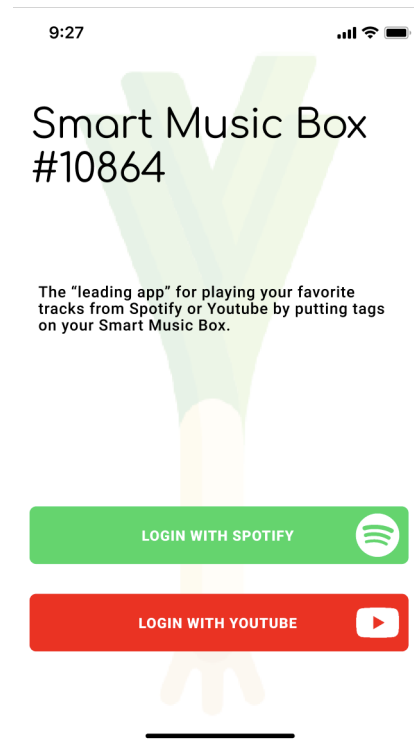 9:27
Smart Music Box
#10864
The “leading app” for playing your favorite
tracks from Spotify or Youtube by putting tags
on your Smart Music Box.
LOGIN WITH SPOTIFY
LOGIN WITH YOUTUBE